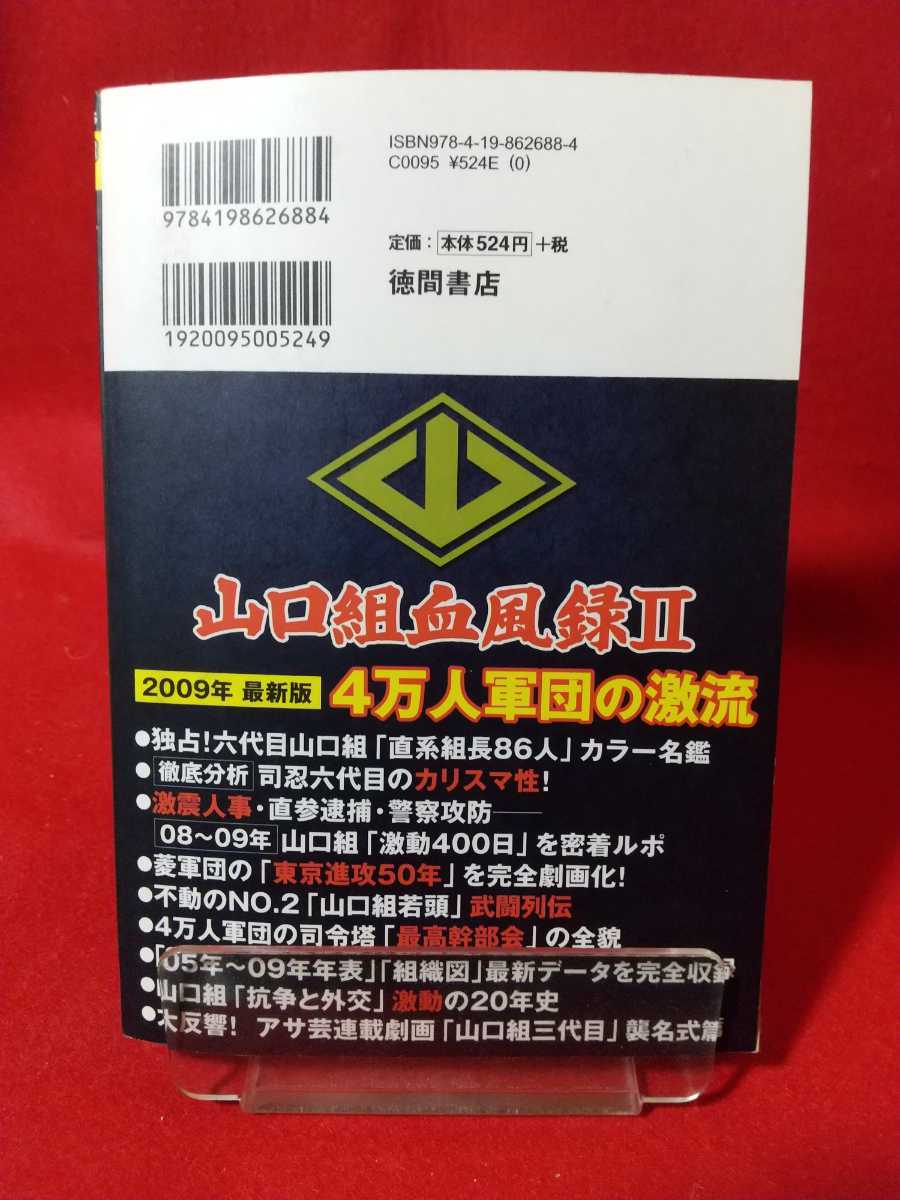 ISBN978-4-19-862688-4
C0095 ¥524E (0)
9784198626884
定価：本体524円+税
徳間書店
1920095005249
山口組血風録II
2009年 最新版 4万人軍団の激流
●独占!六代目山口組「直系組長86人」カラー名鑑
●徹底分析 司忍六代目のカリスマ性!
●激震人事・直参逮捕・警察攻防――
08〜09年 山口組「激動400日」を密着ルポ
●菱軍団の「東京進攻50年」を完全劇画化!
●不動のNO.2「山口組若頭」武闘列伝
●4万人軍団の司令塔「最高幹部会」の全貌
●「05年〜09年年表」「組織図」最新データを完全収録
●山口組「抗争と外交」激動の20年史
●大反響! アサ芸連載劇画「山口組三代目」襲名式篇